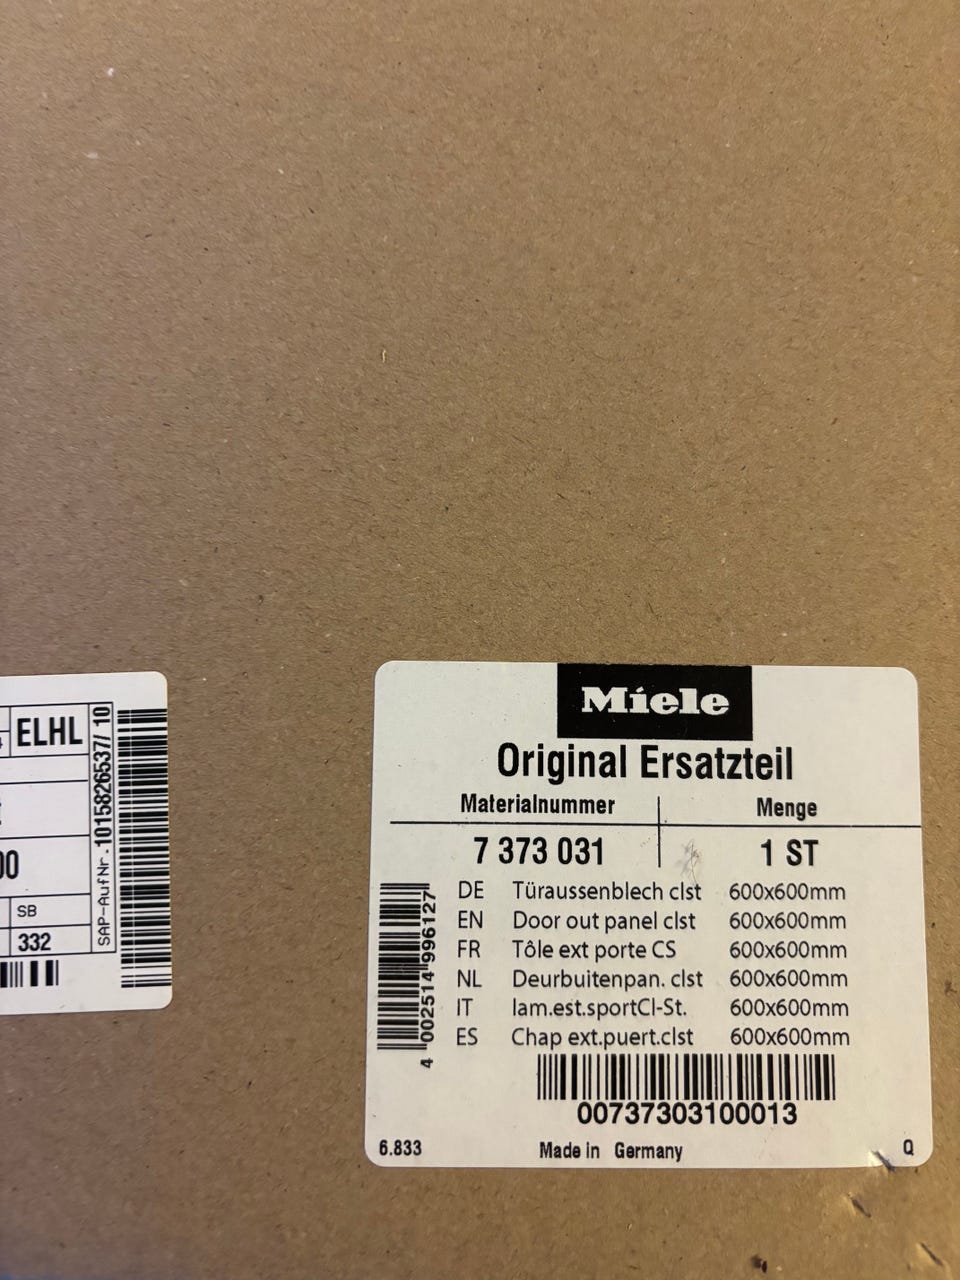 ELHL
00
SB
332
SAP-AufNr.1015826537/ 10
Miele
Original Ersatzteil
Materialnummer Menge
7 373 031 1 ST
DE Türaussenblech clst 600x600mm
EN Door out panel clst 600x600mm
FR Tôle ext porte CS 600x600mm
NL Deurbuitenpan. clst 600x600mm
IT lam.est.sportCl-St. 600x600mm
ES Chap ext.puert.clst 600x600mm
4 002514 996127
00737303100013
6.833 Made in Germany Q